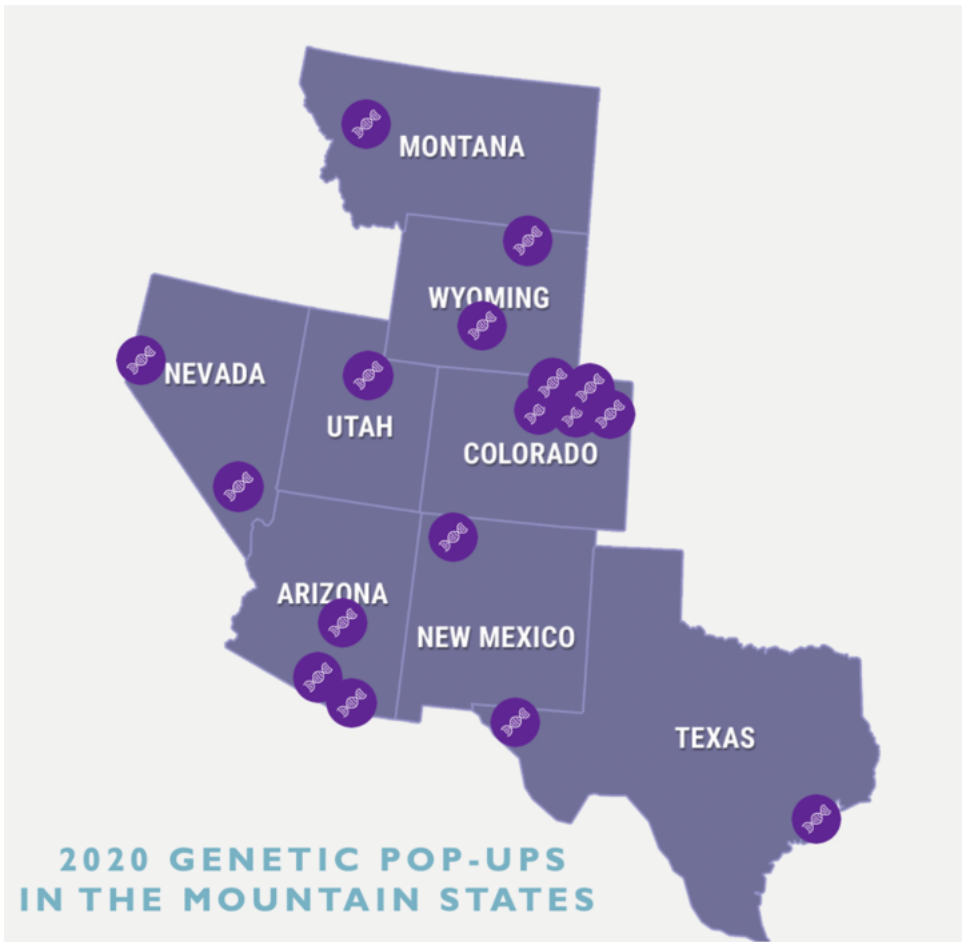 MONTANA
WYOMING
NEVADA
UTAH
COLORADO
ARIZONA
NEW MEXICO
TEXAS
2020 GENETIC POP-UPS
IN THE MOUNTAIN STATES